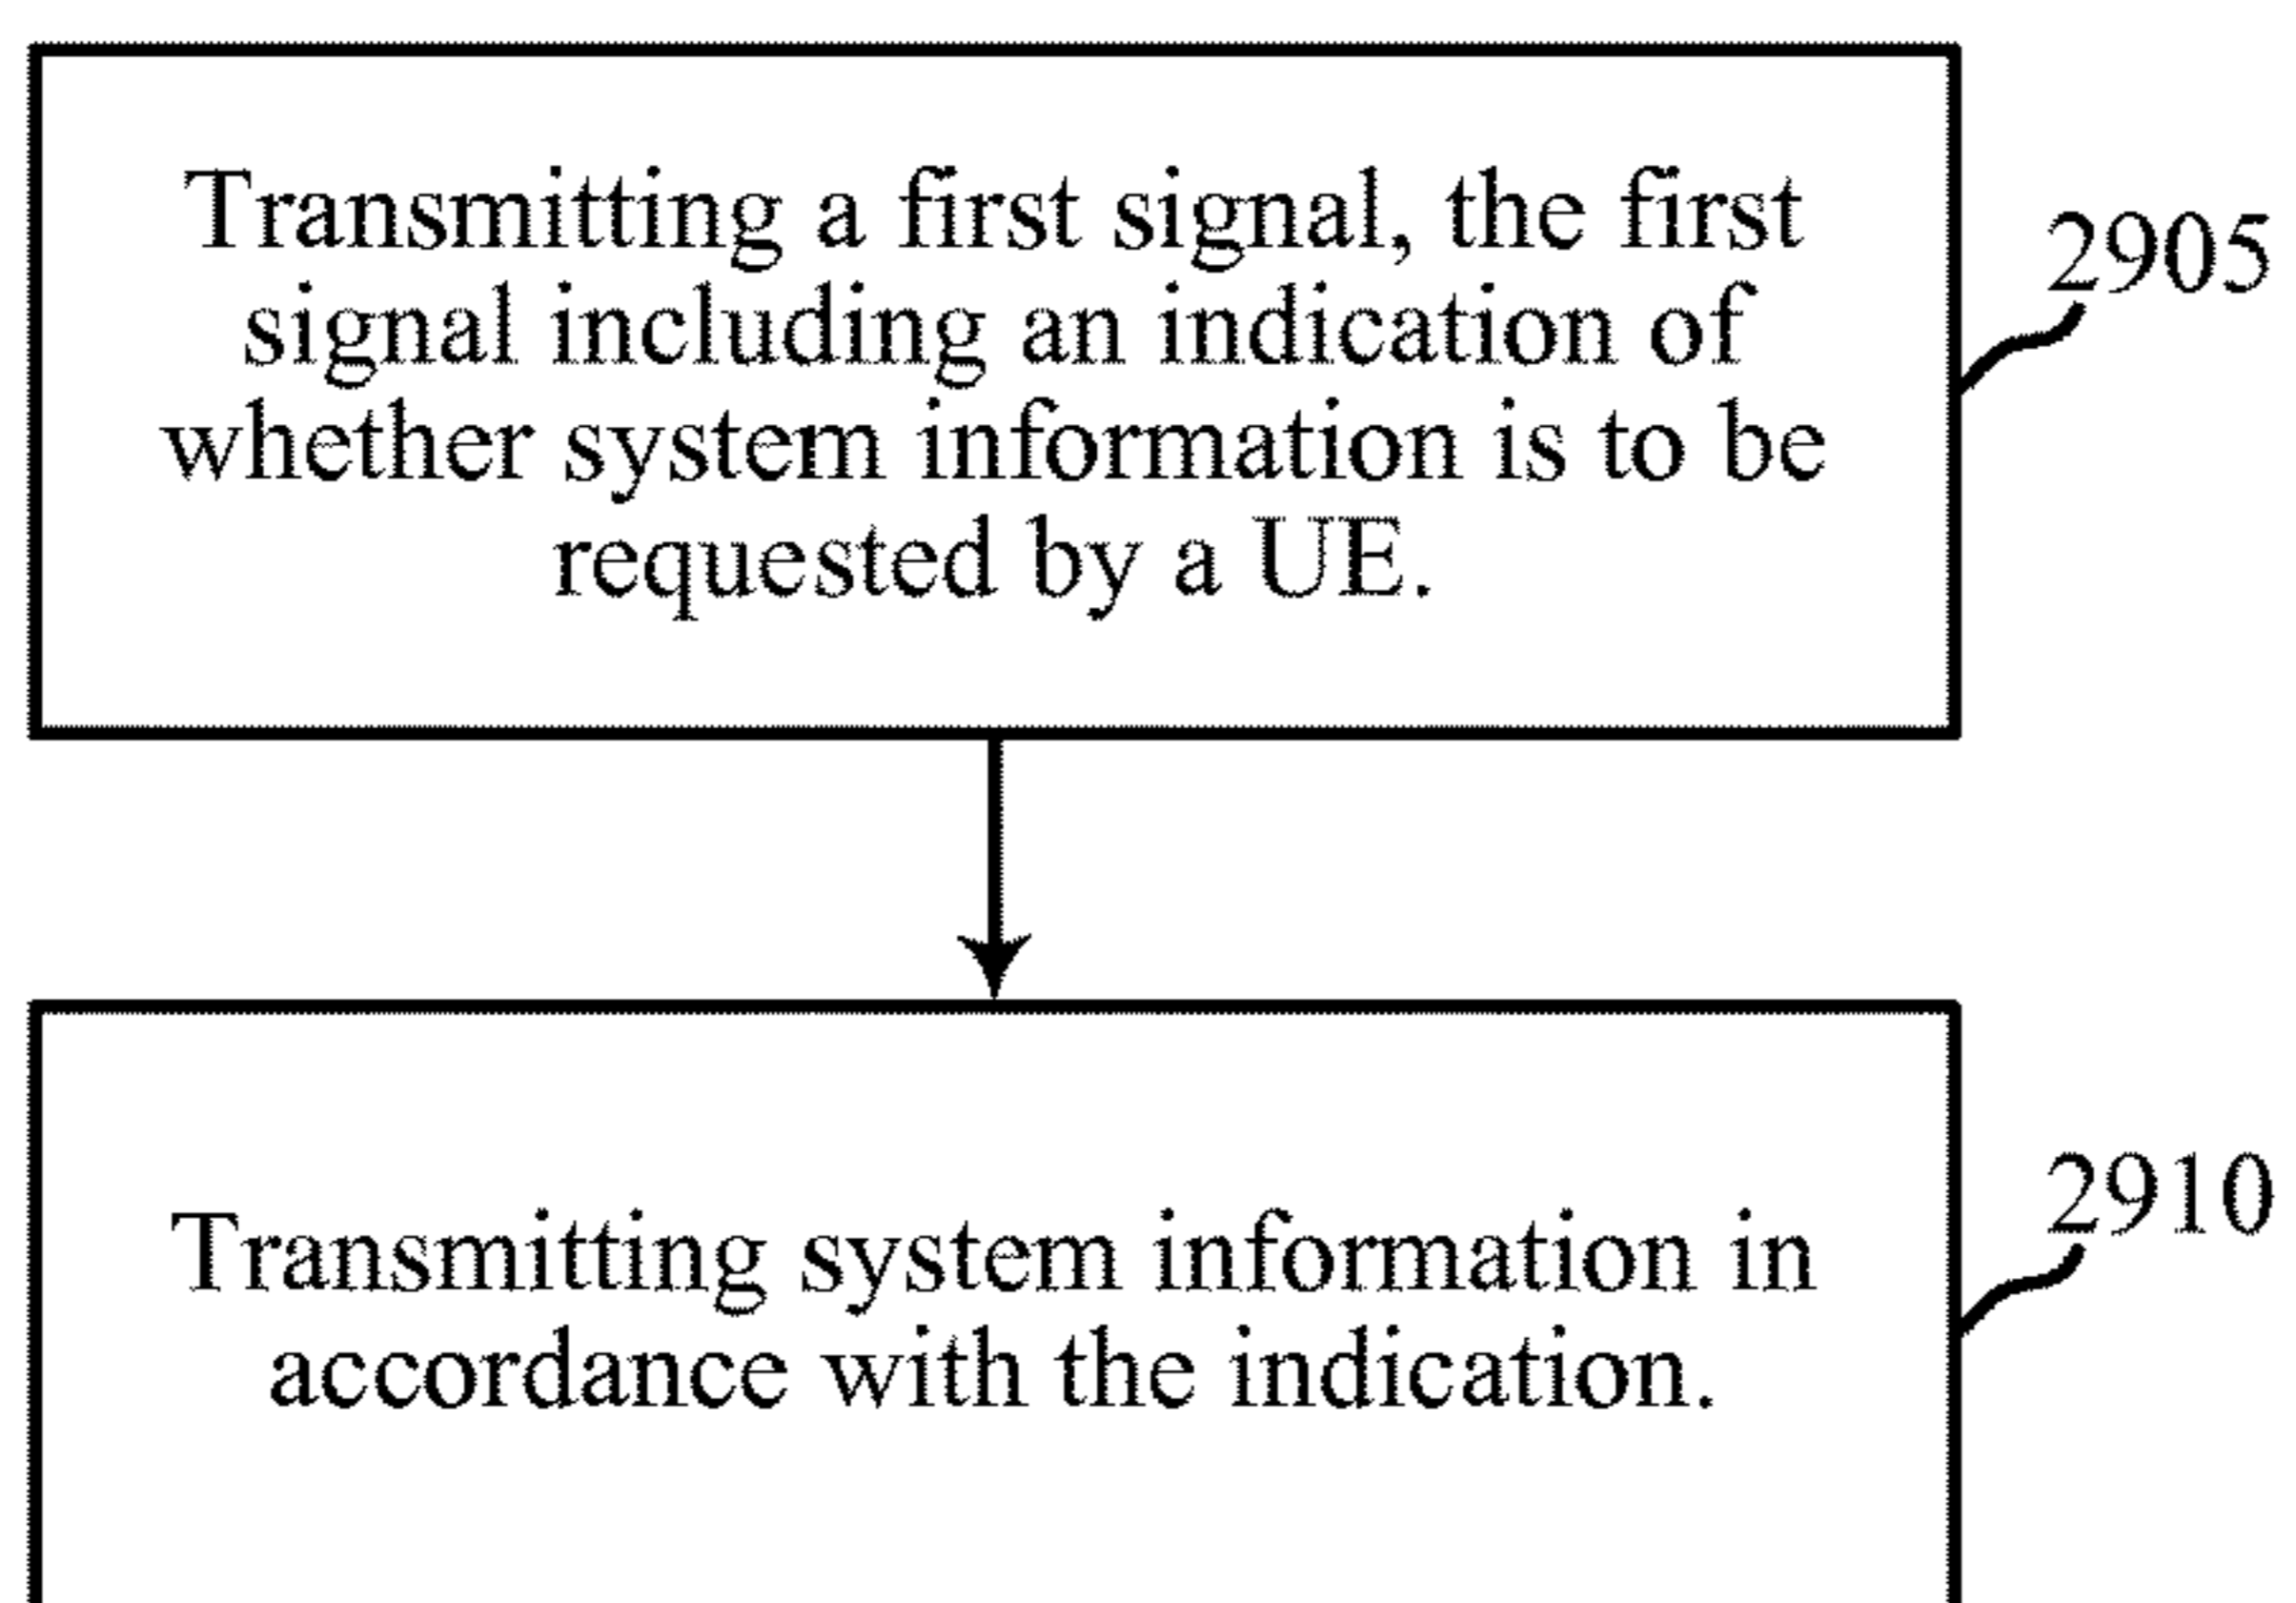 Transmitting a first signal, the first
signal including an indication of
whether system information is to be
requested by a UE.
2905
Transmitting system information in
accordance with the indication.
2910